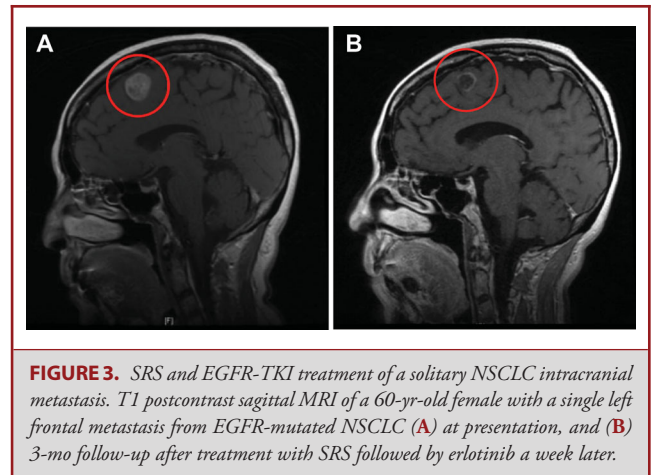 A
B
[F]
FIGURE 3. SRS and EGFR-TKI treatment of a solitary NSCLC intracranial
metastasis. T1 postcontrast sagittal MRI of a 60-yr-old female with a single left
frontal metastasis from EGFR-mutated NSCLC (A) at presentation, and (B)
3-mo follow-up after treatment with SRS followed by erlotinib a week later.